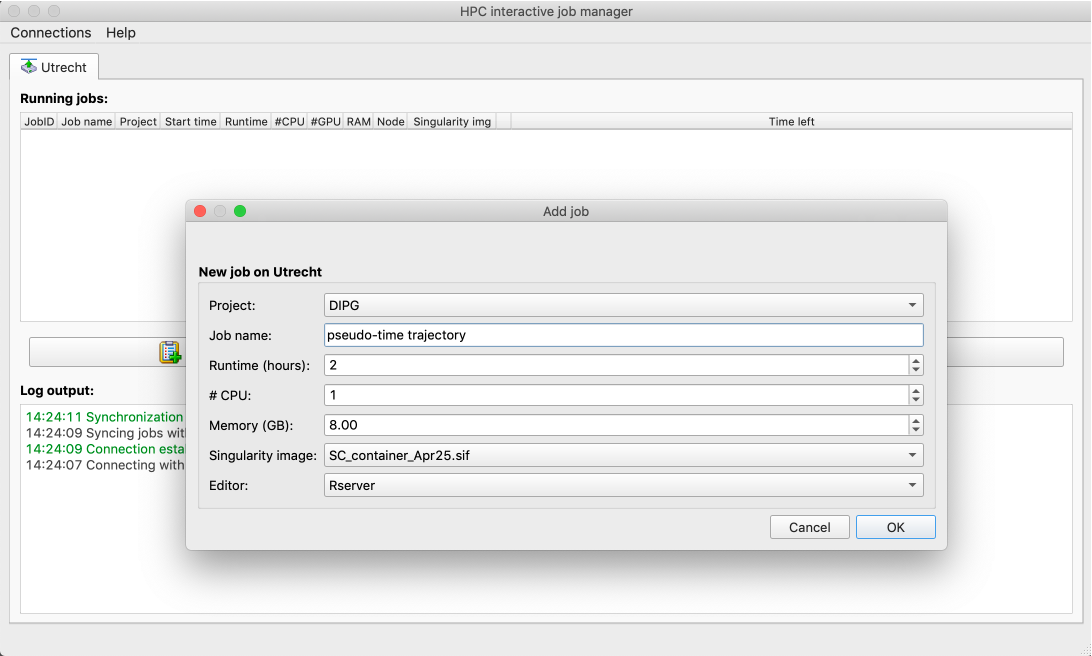 HPC interactive job manager
Connections Help
Utrecht
Running jobs:
JobID Job name Project Start time Runtime #CPU #GPU RAM Node Singularity img Time left
Add job
New job on Utrecht
Project: DIPG
Job name: pseudo-time trajectory
Runtime (hours): 2
# CPU: 1
Memory (GB): 8.00
Singularity image: SC_container_Apr25.sif
Editor: Rserver
Cancel OK
Log output:
14:24:11 Synchronization
14:24:09 Syncing jobs
14:24:09 Connection
14:24:07 Connecting with